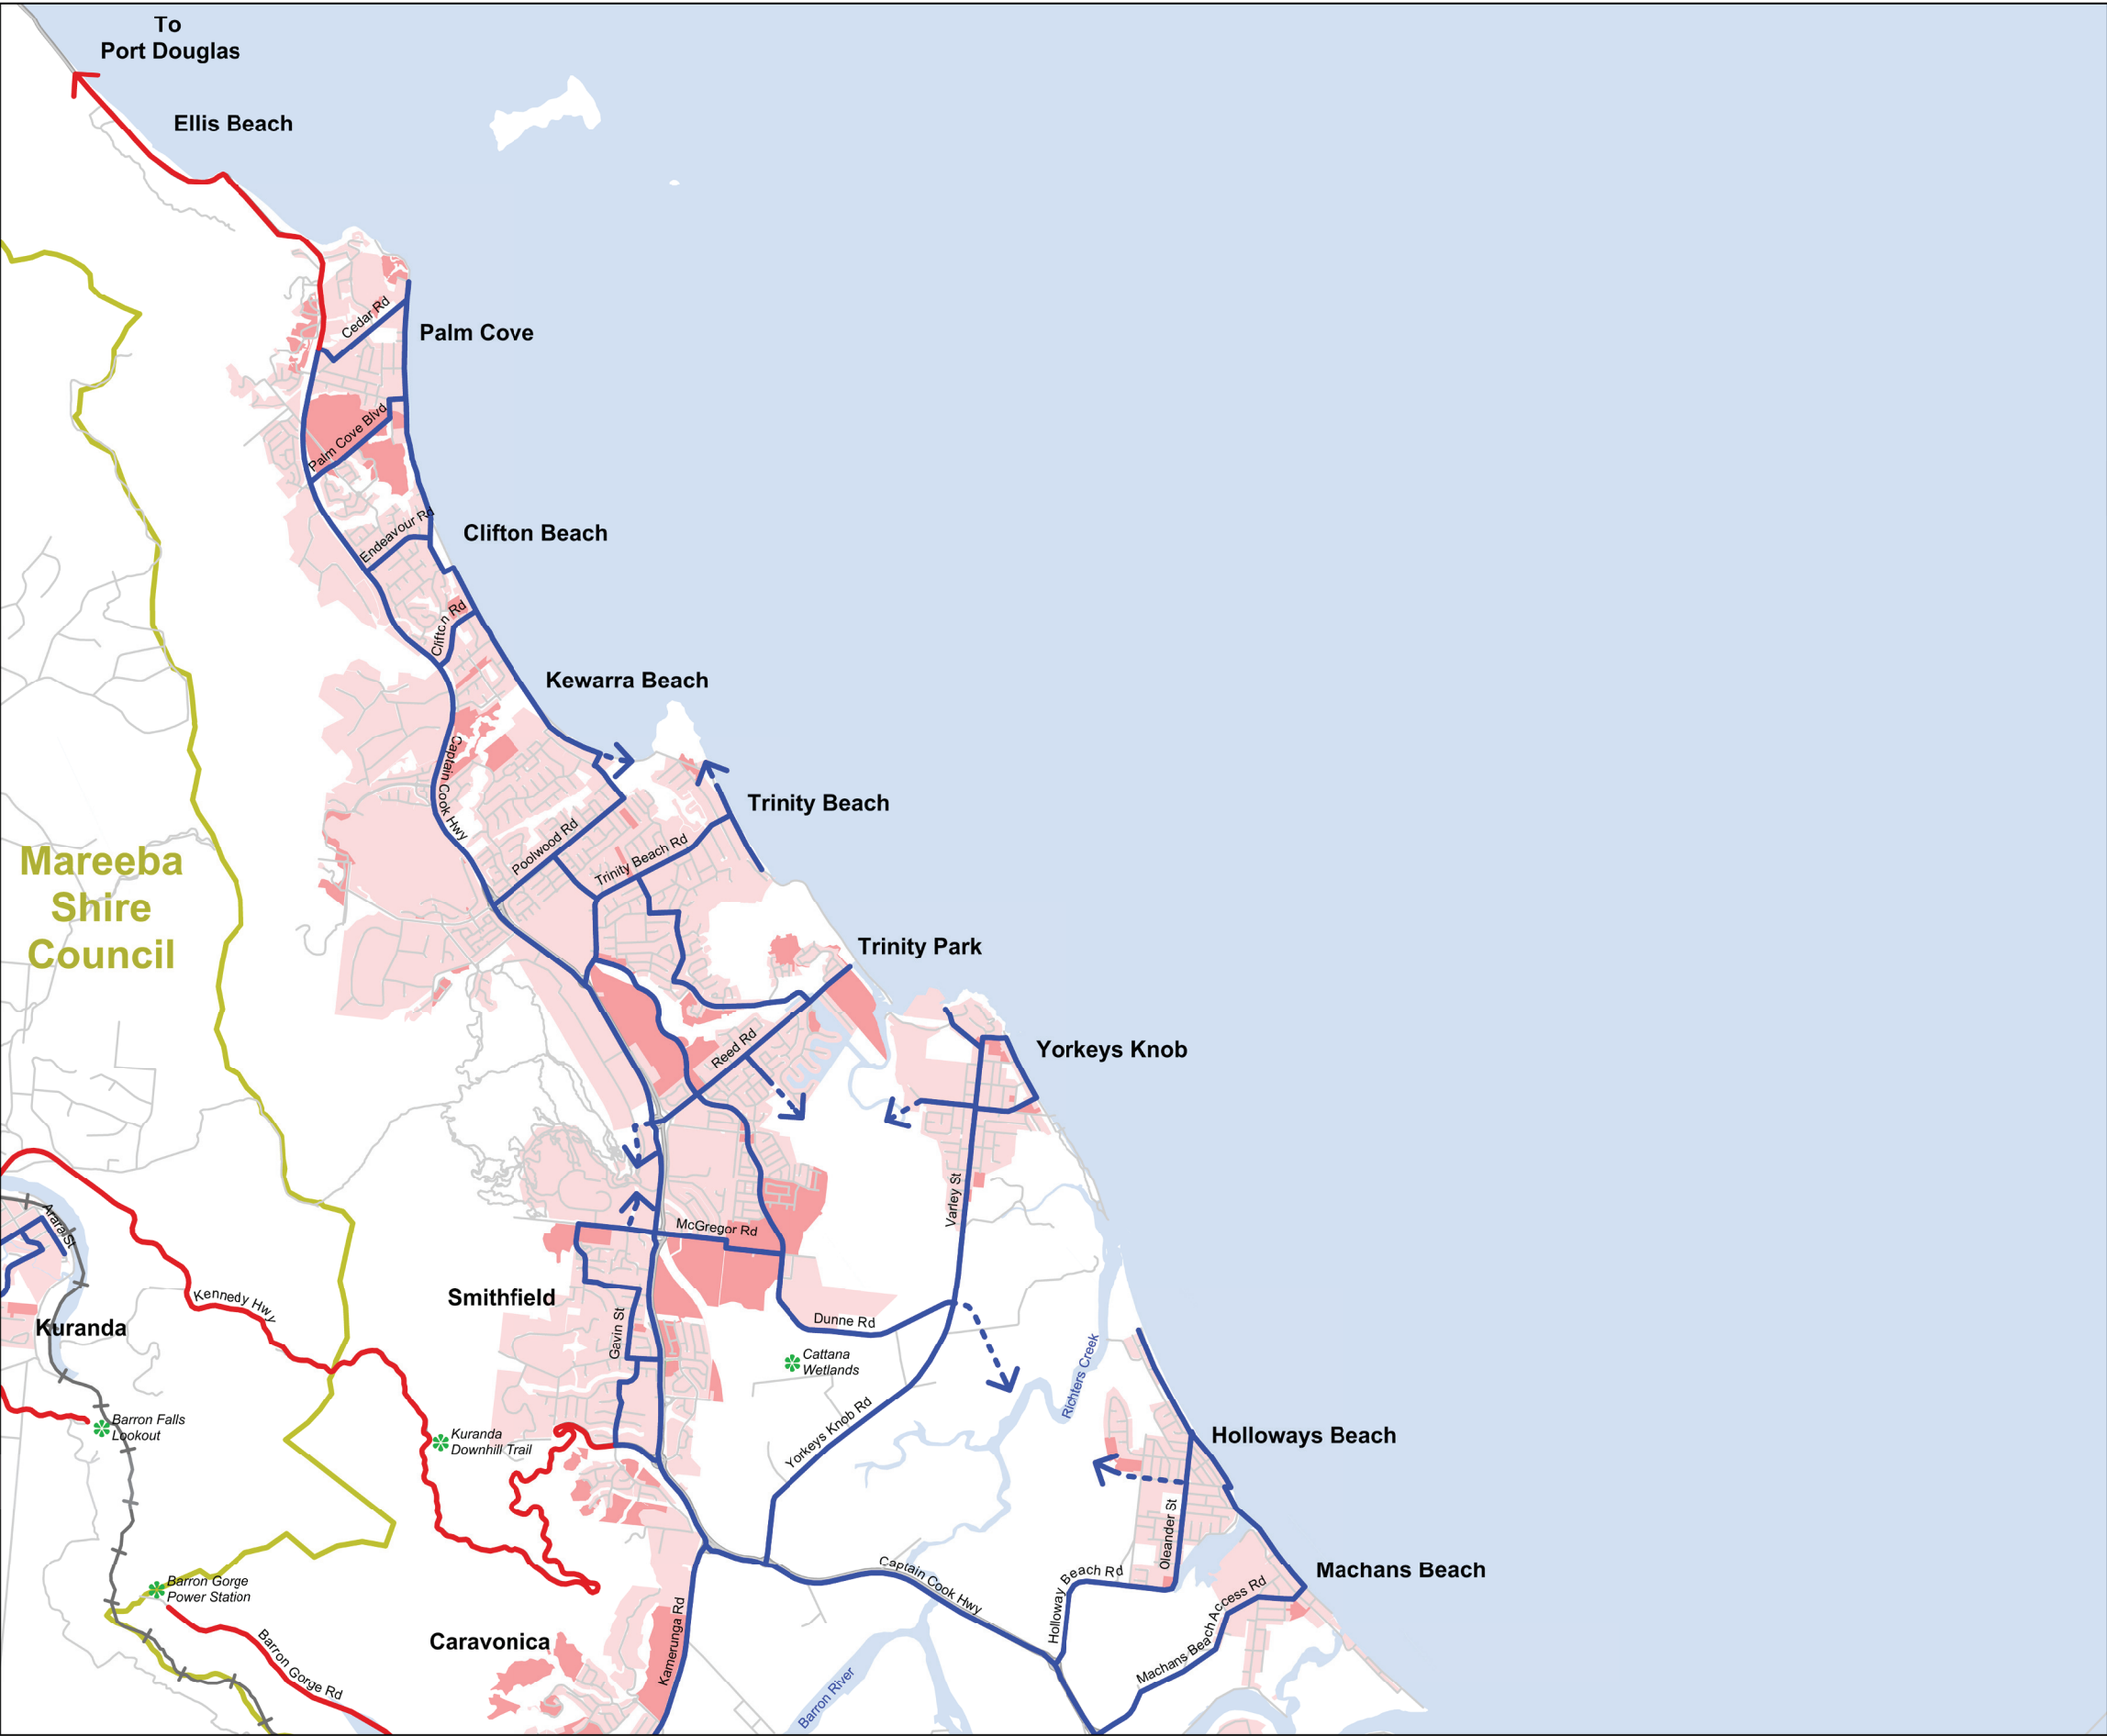 To
Port Douglas
Ellis Beach
Cedar Rd
Palm Cove
Palm Cove Blvd
Endeavour Rd
Clifton Beach
Clifton Rd
Kewarra Beach
Captain Cook Hwy
Trinity Beach
Poolwood Rd
Trinity Beach Rd
Mareeba
Shire
Council
Trinity Park
Reed Rd
Yorkeys Knob
Varley St
McGregor Rd
Arara St
Kennedy Hwy
Smithfield
Kuranda
Gavin St
Dunne Rd
Cattana
Wetlands
Richters Creek
Barron Falls
Lookout
Kuranda
Downhill Trail
Yorkeys Knob Rd
Holloways Beach
Oleander St
Captain Cook Hwy
Holloway Beach Rd
Machans Beach
Machans Beach Access Rd
Barron Gorge
Power Station
Barron Gorge Rd
Caravonica
Kamerunga Rd
Barron River